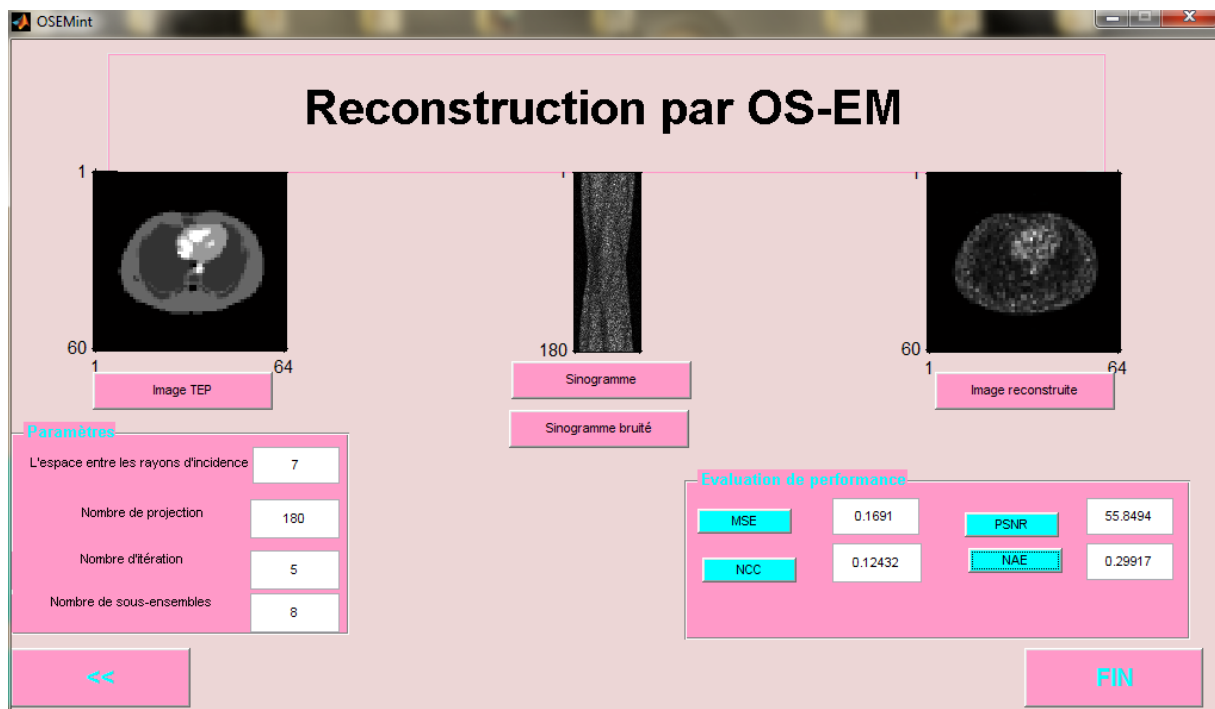 OSEMint
Reconstruction par OS-EM
1
60
1
64
180
60
1
64
Image TEP
Sinogramme
Image reconstruite
Sinogramme bruité
Paramètres
L'espace entre les rayons d'incidence 7
Nombre de projection 180
Nombre d'itération 5
Nombre de sous-ensembles 8
Evaluation de performance
MSE 0.1691 PSNR 55.8494
NCC 0.12432 NAE 0.29917
<<
FIN